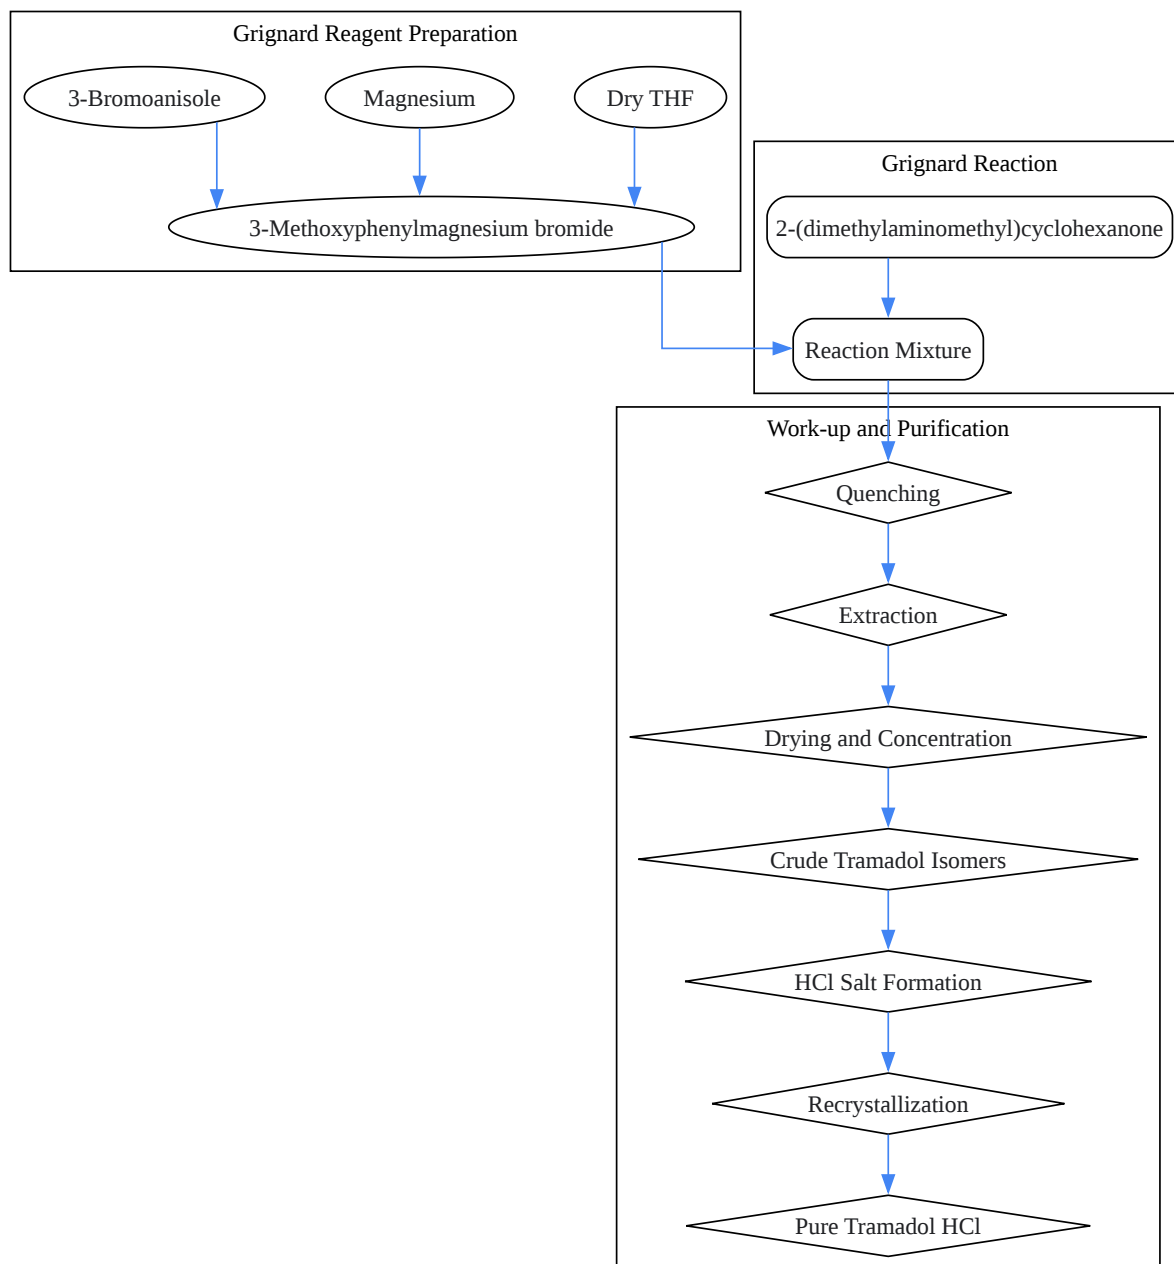 Grignard Reagent Preparation
3-Bromoanisole
Magnesium
Dry THF
3-Methoxyphenylmagnesium bromide
Grignard Reaction
2-(dimethylaminomethyl)cyclohexanone
Reaction Mixture
Work-up and Purification
Quenching
Extraction
Drying and Concentration
Crude Tramadol Isomers
HCl Salt Formation
Recrystallization
Pure Tramadol HCl